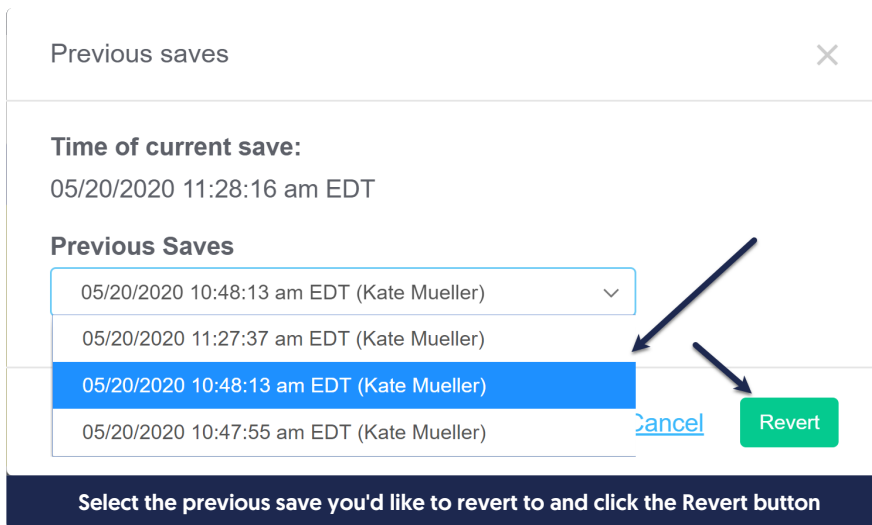 Previous saves
Time of current save:
05/20/2020 11:28:16 am EDT
Previous Saves
05/20/2020 10:48:13 am EDT (Kate Mueller)
05/20/2020 11:27:37 am EDT (Kate Mueller)
05/20/2020 10:48:13 am EDT (Kate Mueller)
05/20/2020 10:47:55 am EDT (Kate Mueller)
Cancel
Revert
Select the previous save you'd like to revert to and click the Revert button